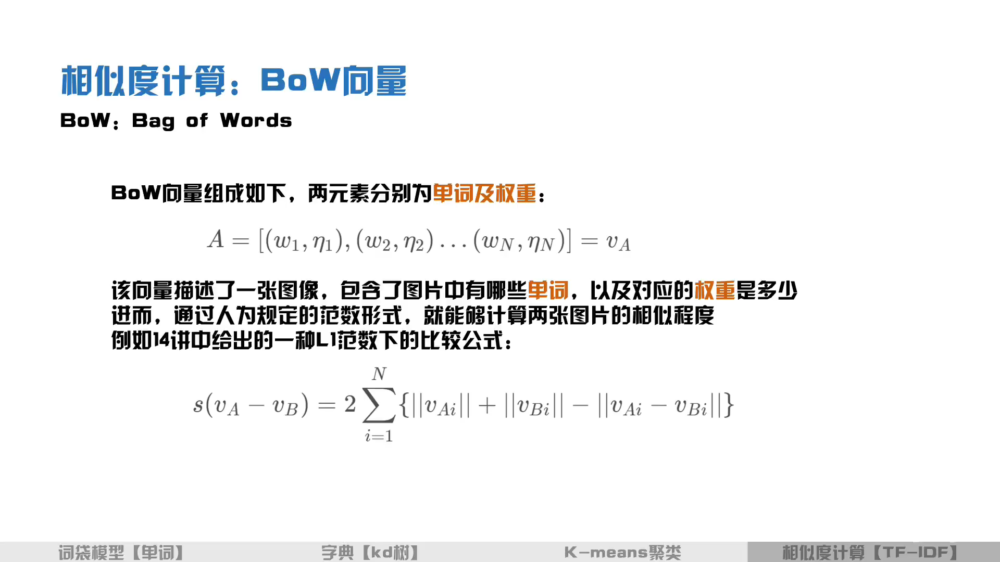 相似度计算：BoW向量
BoW：Bag of Words
BoW向量组成如下，两元素分别为单词及权重：
A = [(w₁, η₁), (w₂, η₂) … (w_N, η_N)] = v_A
该向量描述了一张图像，包含了图片中有哪些单词，以及对应的权重是多少
进而，通过人为规定的范数形式，就能够计算两张图片的相似程度
例如14讲中给出的一种L1范数下的比较公式：
s(v_A − v_B) = 2 ∑_{i=1}^{N} {||v_{Ai}|| + ||v_{Bi}|| − ||v_{Ai} − v_{Bi}||}
词袋模型【单词】 字典【kd树】 K-means聚类 相似度计算【TF-IDF】